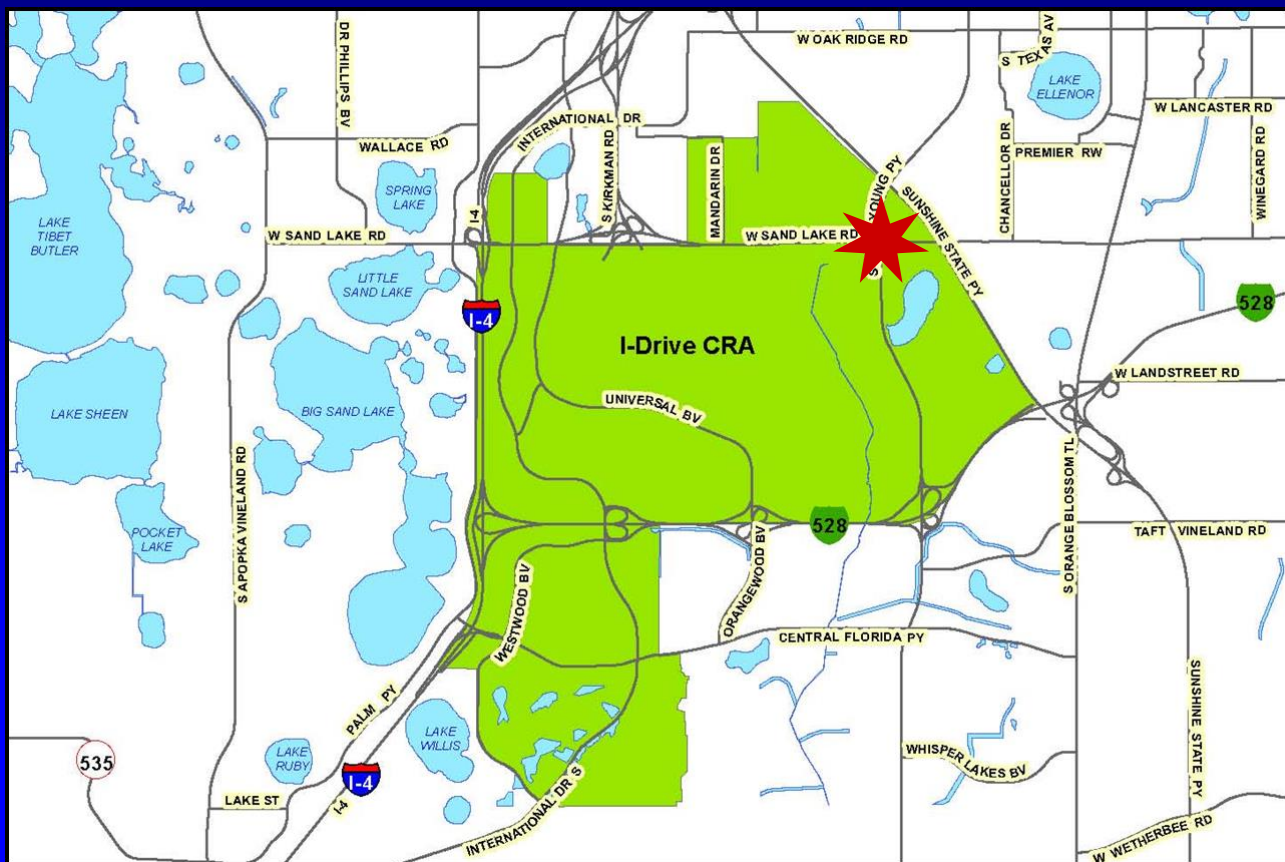 DR PHILLIPS BV
W OAK RIDGE RD
S TEXAS AV
LAKE
ELLENOR
W LANCASTER RD
INTERNATIONAL DR
WALLACE RD
S KIRKMAN RD
MANDARIN DR
CHANCELLOR DR
PREMIER RW
WINEGARD RD
SPRING
LAKE
YOUNG PY
SUNSHINE STATE PY
LAKE
TIBET
BUTLER
I-4
W SAND LAKE RD
W SAND LAKE RD
S
LITTLE
SAND LAKE
I-4
528
I-Drive CRA
W LANDSTREET RD
LAKE SHEEN
BIG SAND LAKE
UNIVERSAL BV
S APOPKA VINELAND RD
POCKET
LAKE
528
S ORANGE BLOSSOM TL
TAFT VINELAND RD
WESTWOOD BV
ORANGEWOOD BV
CENTRAL FLORIDA PY
PALM PY
LAKE
WILLIS
SUNSHINE STATE PY
535
LAKE
RUBY
I-4
WHISPER LAKES BV
LAKE ST
I-4
INTERNATIONAL DR S
W WETHERBEE RD